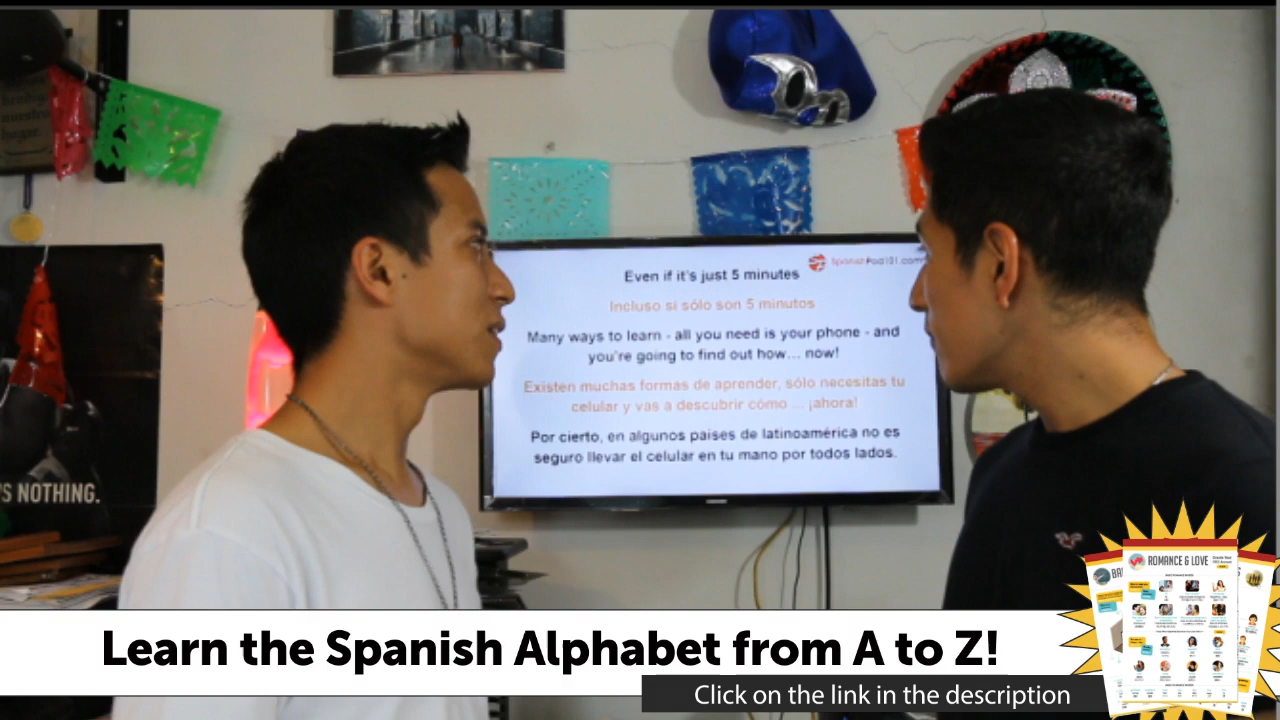 nuestro
hogar.
'S NOTHING.
SpanishPod101.com
Even if it's just 5 minutes
Incluso si sólo son 5 minutos
Many ways to learn - all you need is your phone - and
you're going to find out how... now!
Existen muchas formas de aprender, sólo necesitas tu
celular y vas a descubrir cómo ... ¡ahora!
Por cierto, en algunos países de latinoamérica no es
seguro llevar el celular en tu mano por todos lados.
ROMANCE & LOVE
BA
Learn the Spanish Alphabet from A to Z!
Click on the link in the description